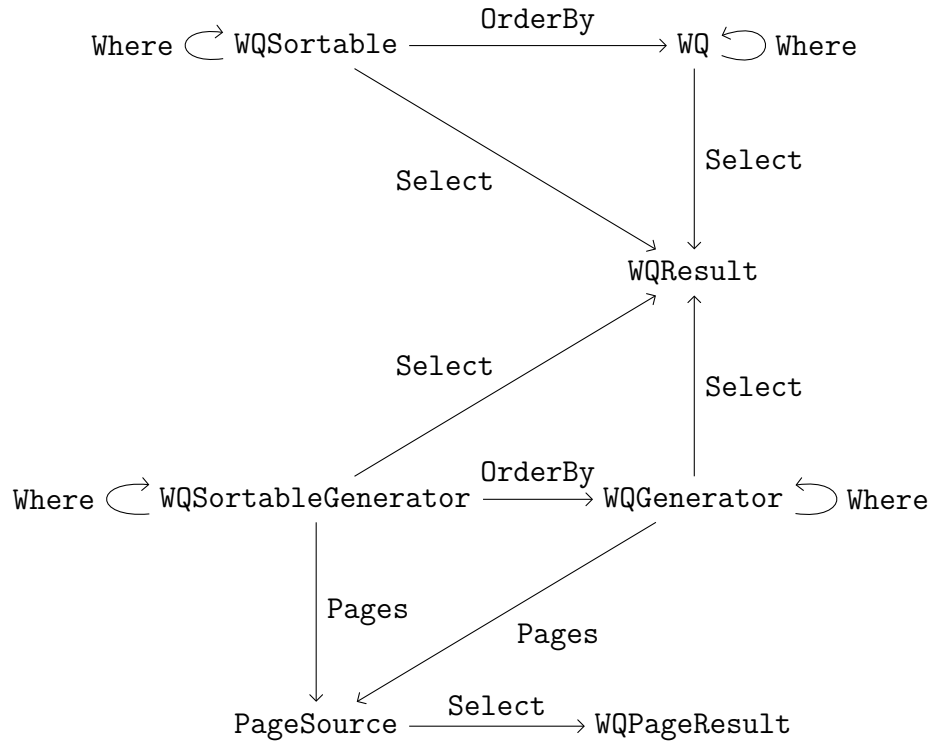 OrderBy
Where WQSortable WQ Where
Select
Select
WQResult
Select
Select
OrderBy
Where WQSortableGenerator WQGenerator Where
Pages
Pages
Select
PageSource WQPageResult